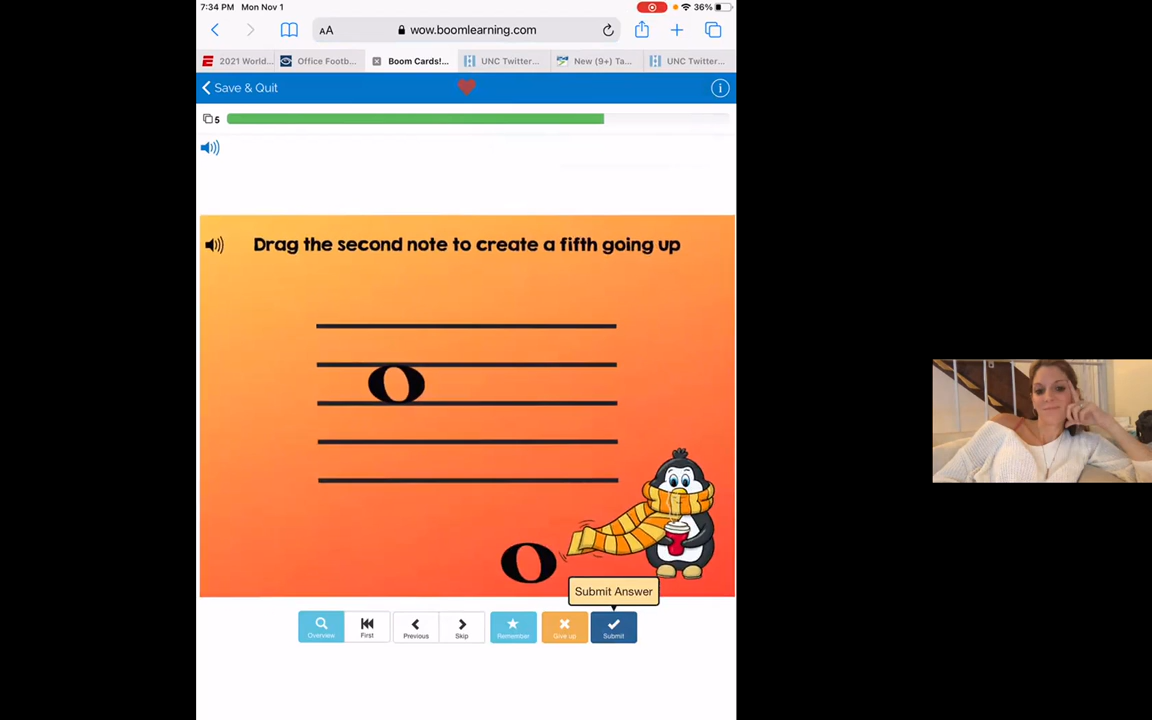 7:34 PM Mon Nov 1
36%
AA
wow.boomlearning.com
2021 World...
Office Footb...
Boom Cards!...
UNC Twitter...
New (9+) Ta...
UNC Twitter...
Save & Quit
5
Drag the second note to create a fifth going up
Submit Answer
Overview
First
Previous
Skip
Remember
Give up
Submit